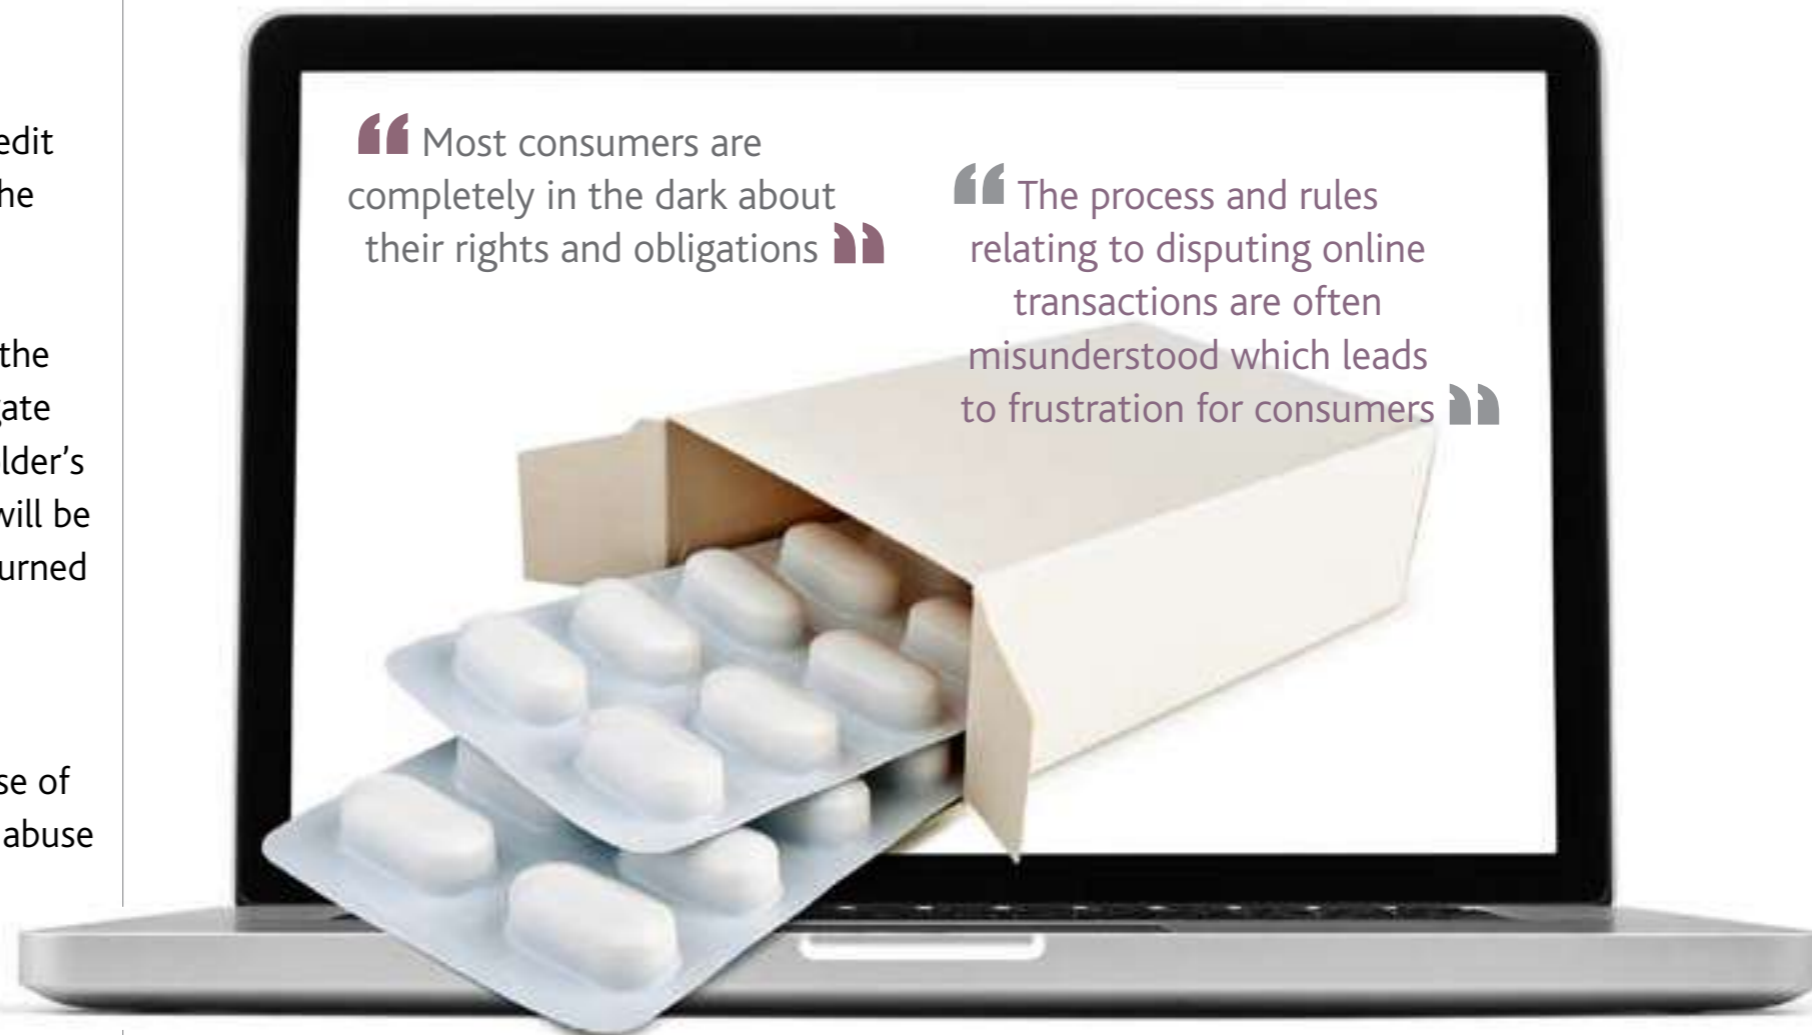 edit
he
the
gate
lder's
will be
urned
se of
abuse
❝ Most consumers are
completely in the dark about
their rights and obligations ❞
❝ The process and rules
relating to disputing online
transactions are often
misunderstood which leads
to frustration for consumers ❞